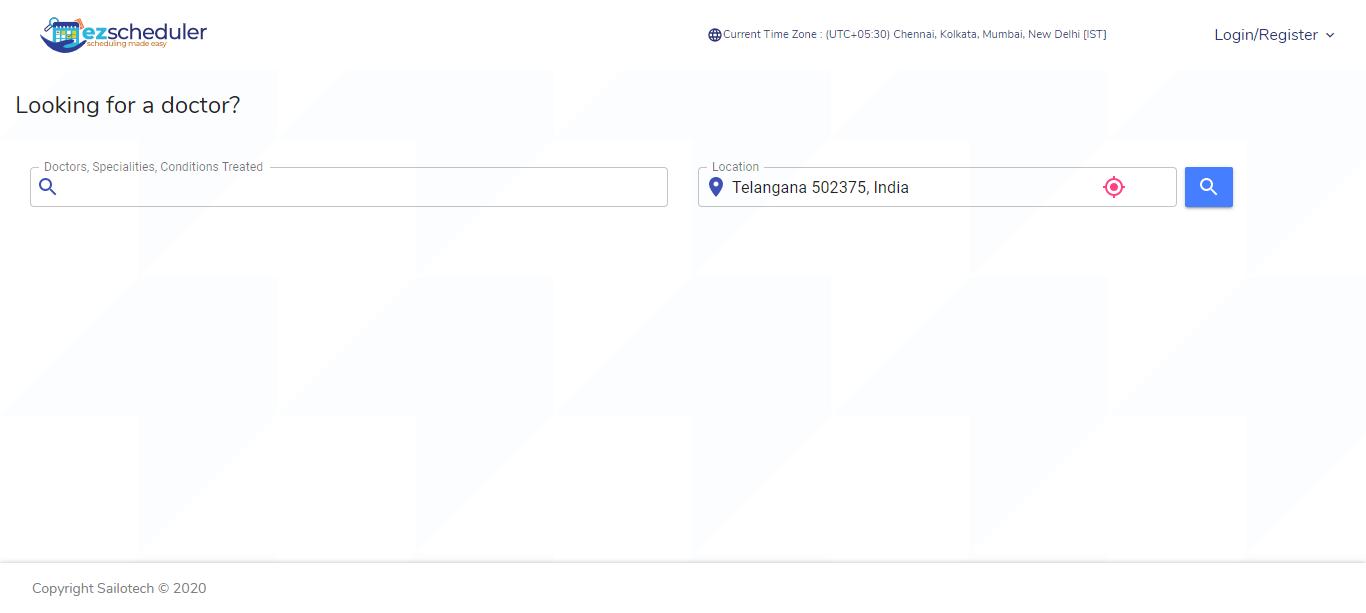 ezscheduler
scheduling made easy
Current Time Zone : (UTC+05:30) Chennai, Kolkata, Mumbai, New Delhi [IST]
Login/Register
Looking for a doctor?
Doctors, Specialities, Conditions Treated
Location
Telangana 502375, India
Copyright Sailotech © 2020